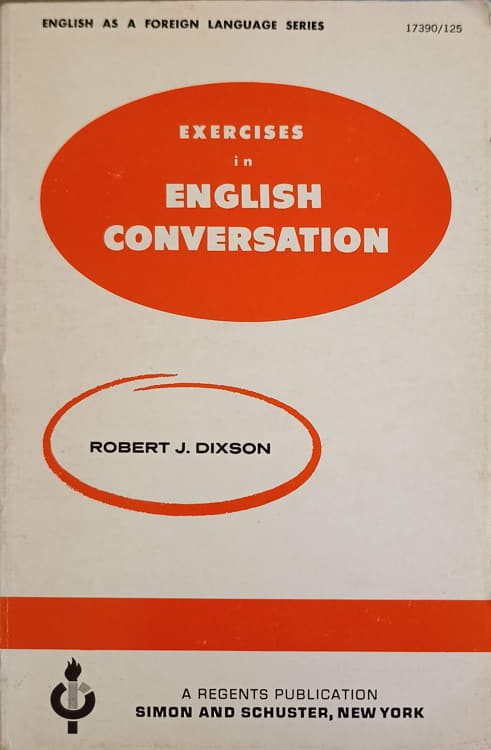 ENGLISH AS A FOREIGN LANGUAGE SERIES
17390/125
EXERCISES
in
ENGLISH
CONVERSATION
ROBERT J. DIXSON
A REGENTS PUBLICATION
SIMON AND SCHUSTER, NEW YORK